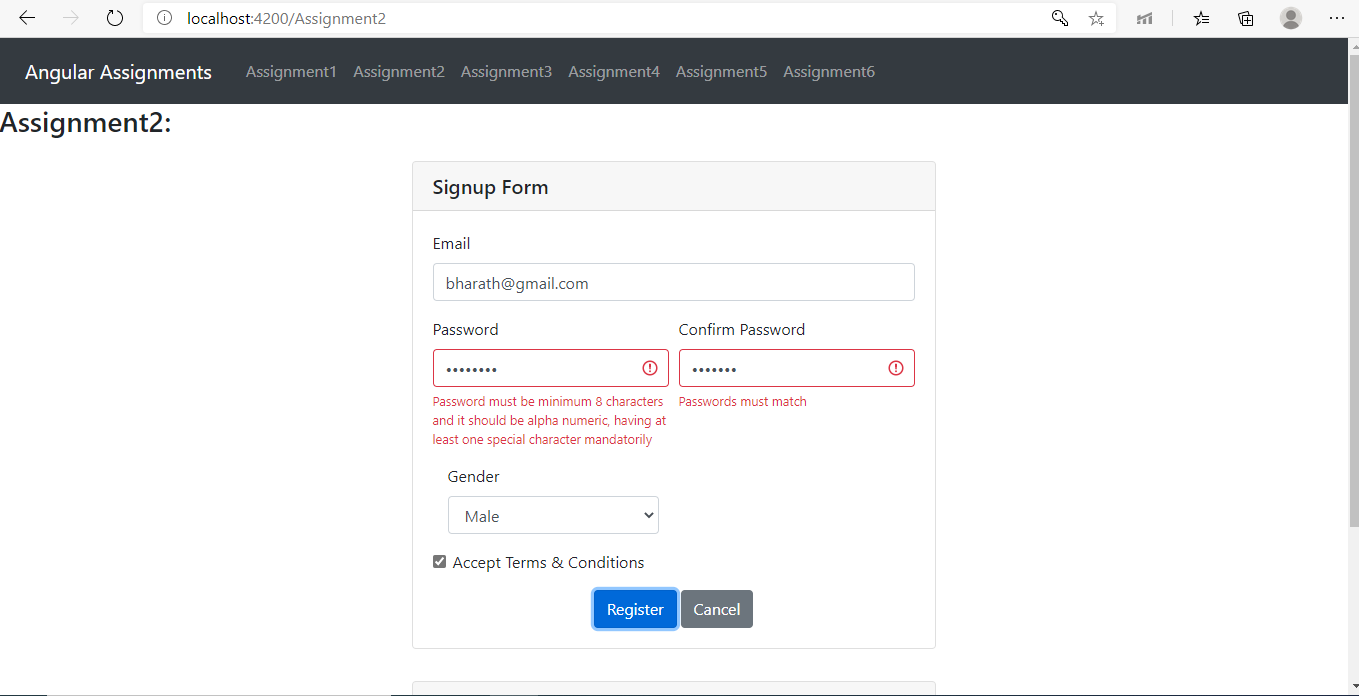 localhost:4200/Assignment2
Angular Assignments Assignment1 Assignment2 Assignment3 Assignment4 Assignment5 Assignment6
Assignment2:
Signup Form
Email
bharath@gmail.com
Password Confirm Password
•••••••• •••••••
Password must be minimum 8 characters
and it should be alpha numeric, having at
least one special character mandatorily
Passwords must match
Gender
Male
Accept Terms & Conditions
Register Cancel